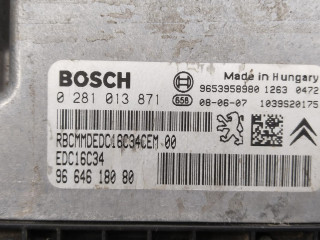 BOSCH
Made in Hungary
9653958980 1263 0472
0 281 013 871
658
08-06-07
1039S20175
RBCMMDEDC16C34CEM 00
EDC16C34
96 646 180 80